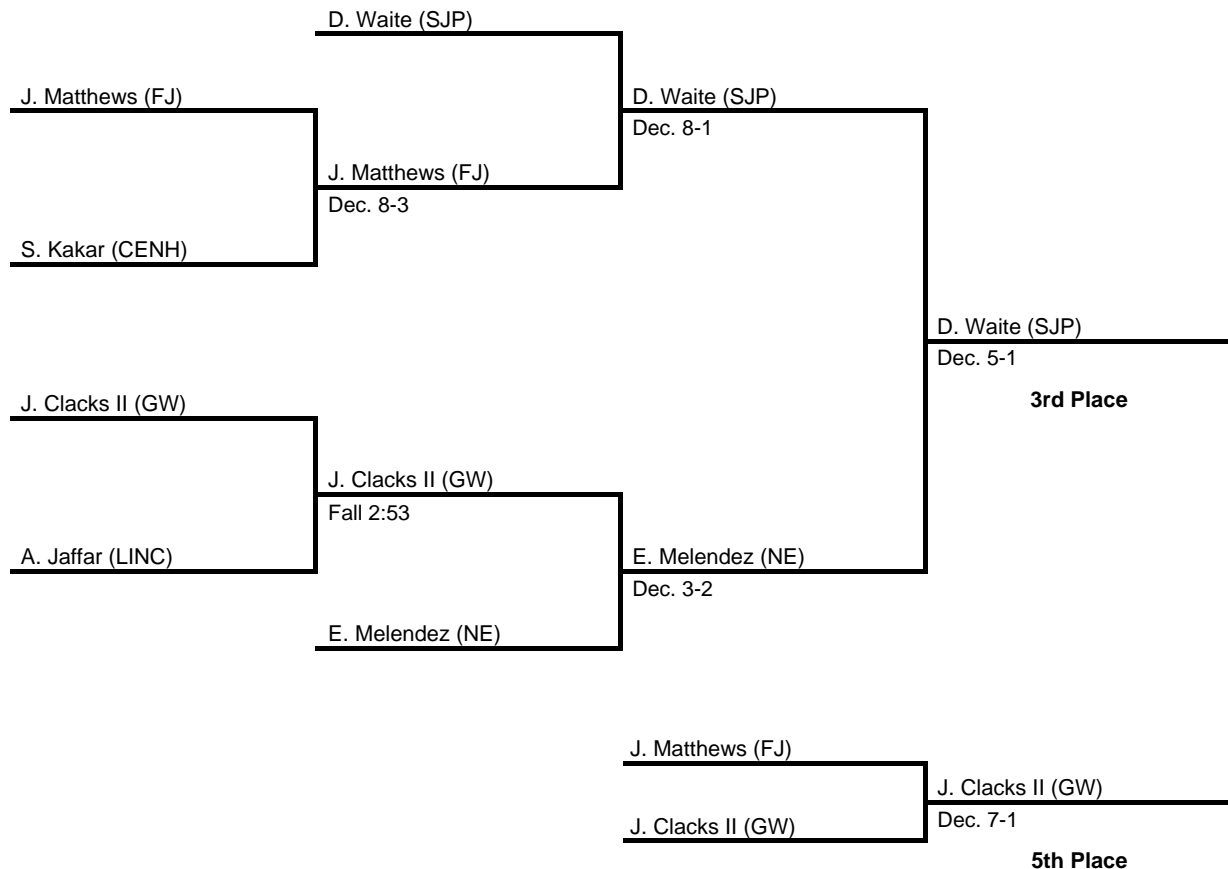 D. Waite (SJP)
J. Matthews (FJ)
D. Waite (SJP)
Dec. 8-1
J. Matthews (FJ)
Dec. 8-3
S. Kakar (CENH)
D. Waite (SJP)
Dec. 5-1
3rd Place
J. Clacks II (GW)
J. Clacks II (GW)
Fall 2:53
A. Jaffar (LINC)
E. Melendez (NE)
Dec. 3-2
E. Melendez (NE)
J. Matthews (FJ)
J. Clacks II (GW)
Dec. 7-1
J. Clacks II (GW)
5th Place